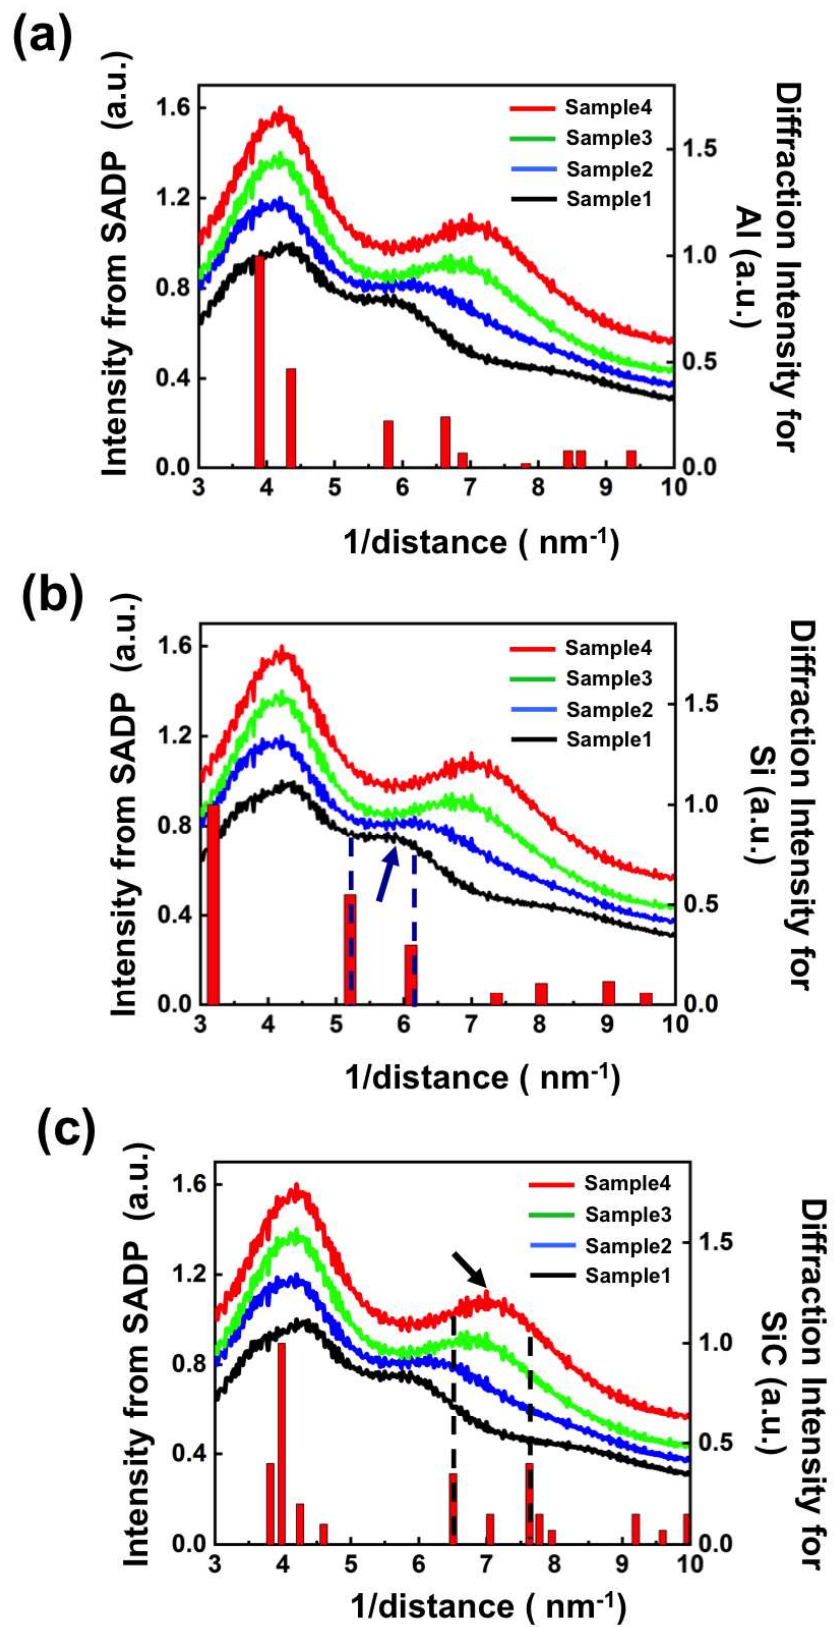 (a)
Intensity from SADP (a.u.)
1.6
1.2
0.8
0.4
0.0
Sample4
Sample3
Sample2
Sample1
1.5
1.0
0.5
0.0
Diffraction Intensity for
Al (a.u.)
3 4 5 6 7 8 9 10
1/distance ( nm-1)
(b)
Intensity from SADP (a.u.)
1.6
1.2
0.8
0.4
0.0
Sample4
Sample3
Sample2
Sample1
1.5
1.0
0.5
0.0
Diffraction Intensity for
Si (a.u.)
3 4 5 6 7 8 9 10
1/distance ( nm-1)
(c)
Intensity from SADP (a.u.)
1.6
1.2
0.8
0.4
0.0
Sample4
Sample3
Sample2
Sample1
1.5
1.0
0.5
0.0
Diffraction Intensity for
SiC (a.u.)
3 4 5 6 7 8 9 10
1/distance ( nm-1)